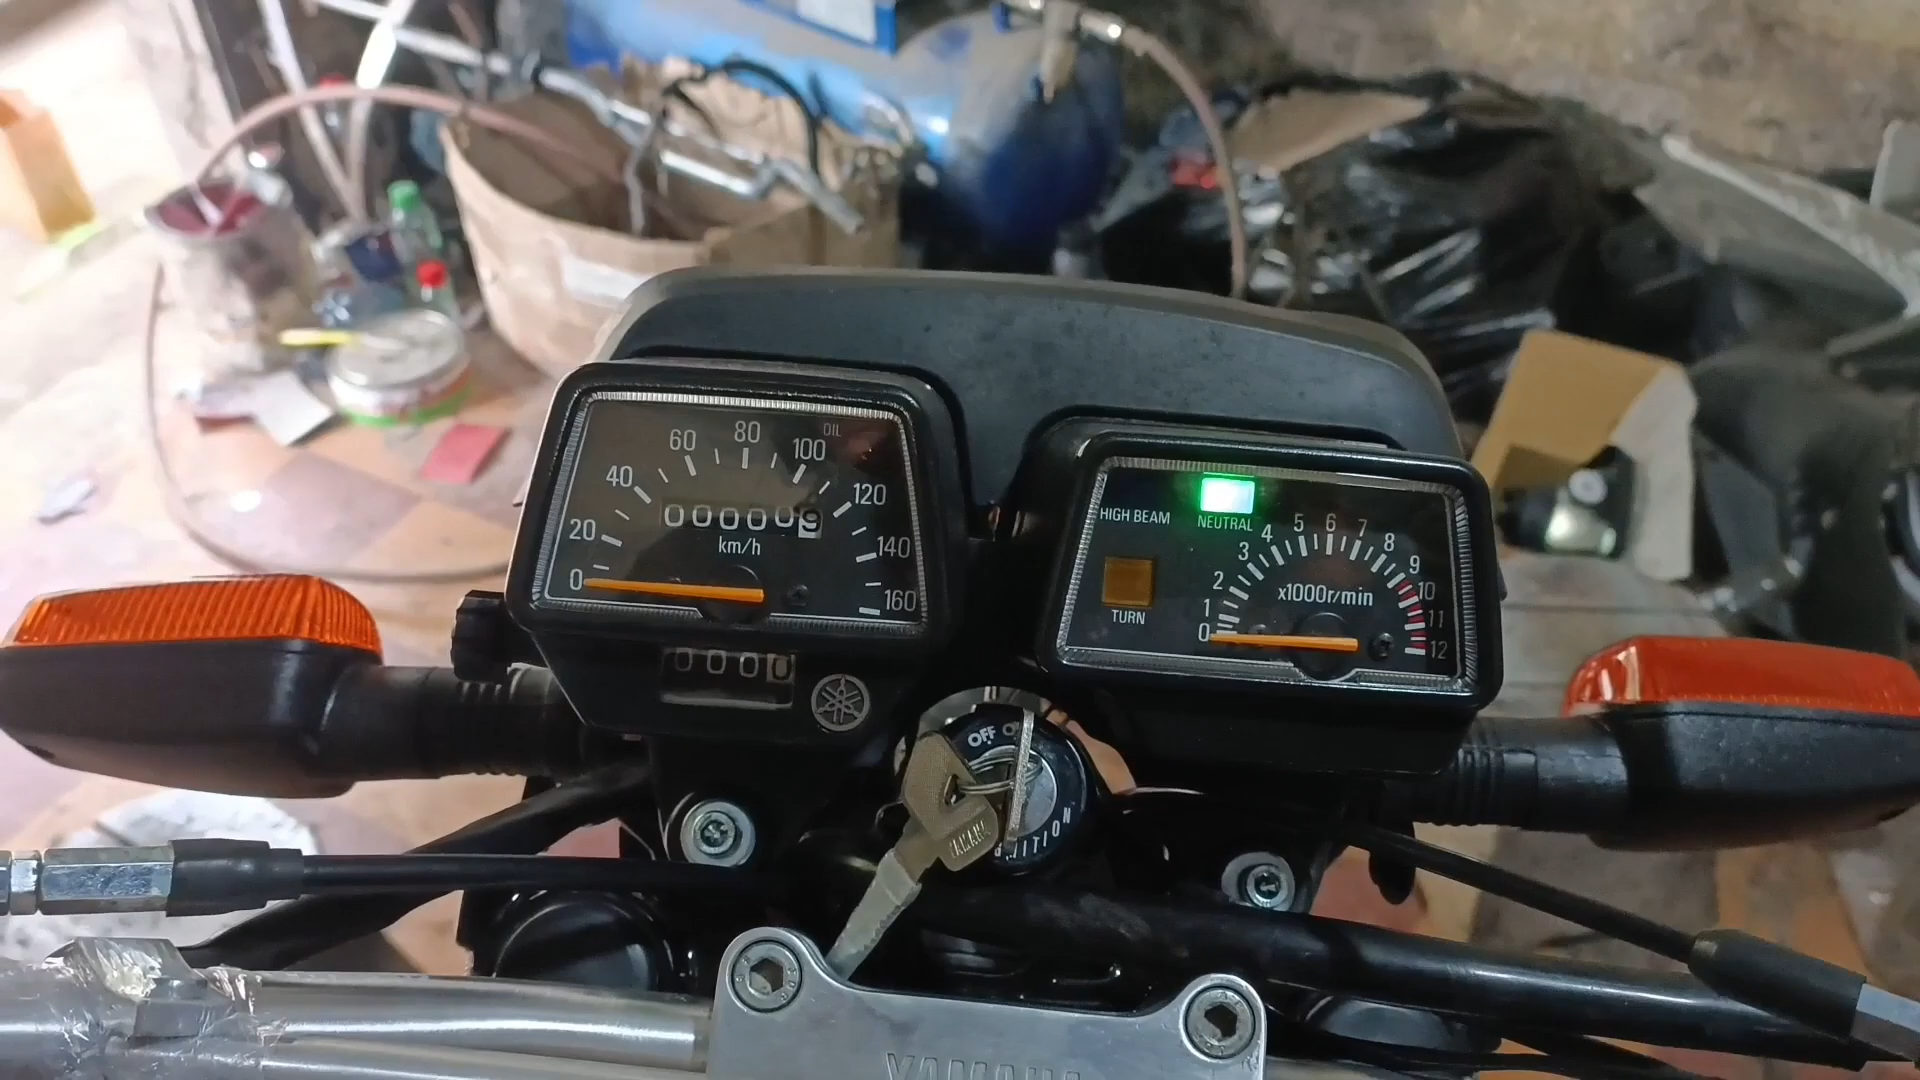 OIL
0 20 40 60 80 100 120 140 160
000009
km/h
0000
HIGH BEAM
NEUTRAL
TURN
0 1 2 3 4 5 6 7 8 9 10 11 12
x1000r/min
OFF
YAMAHA
YAMAHA